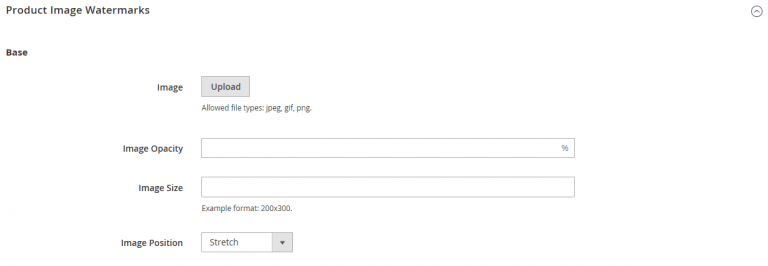 Product Image Watermarks
Base
Image
Upload
Allowed file types: jpeg, gif, png.
Image Opacity
%
Image Size
Example format: 200x300.
Image Position
Stretch